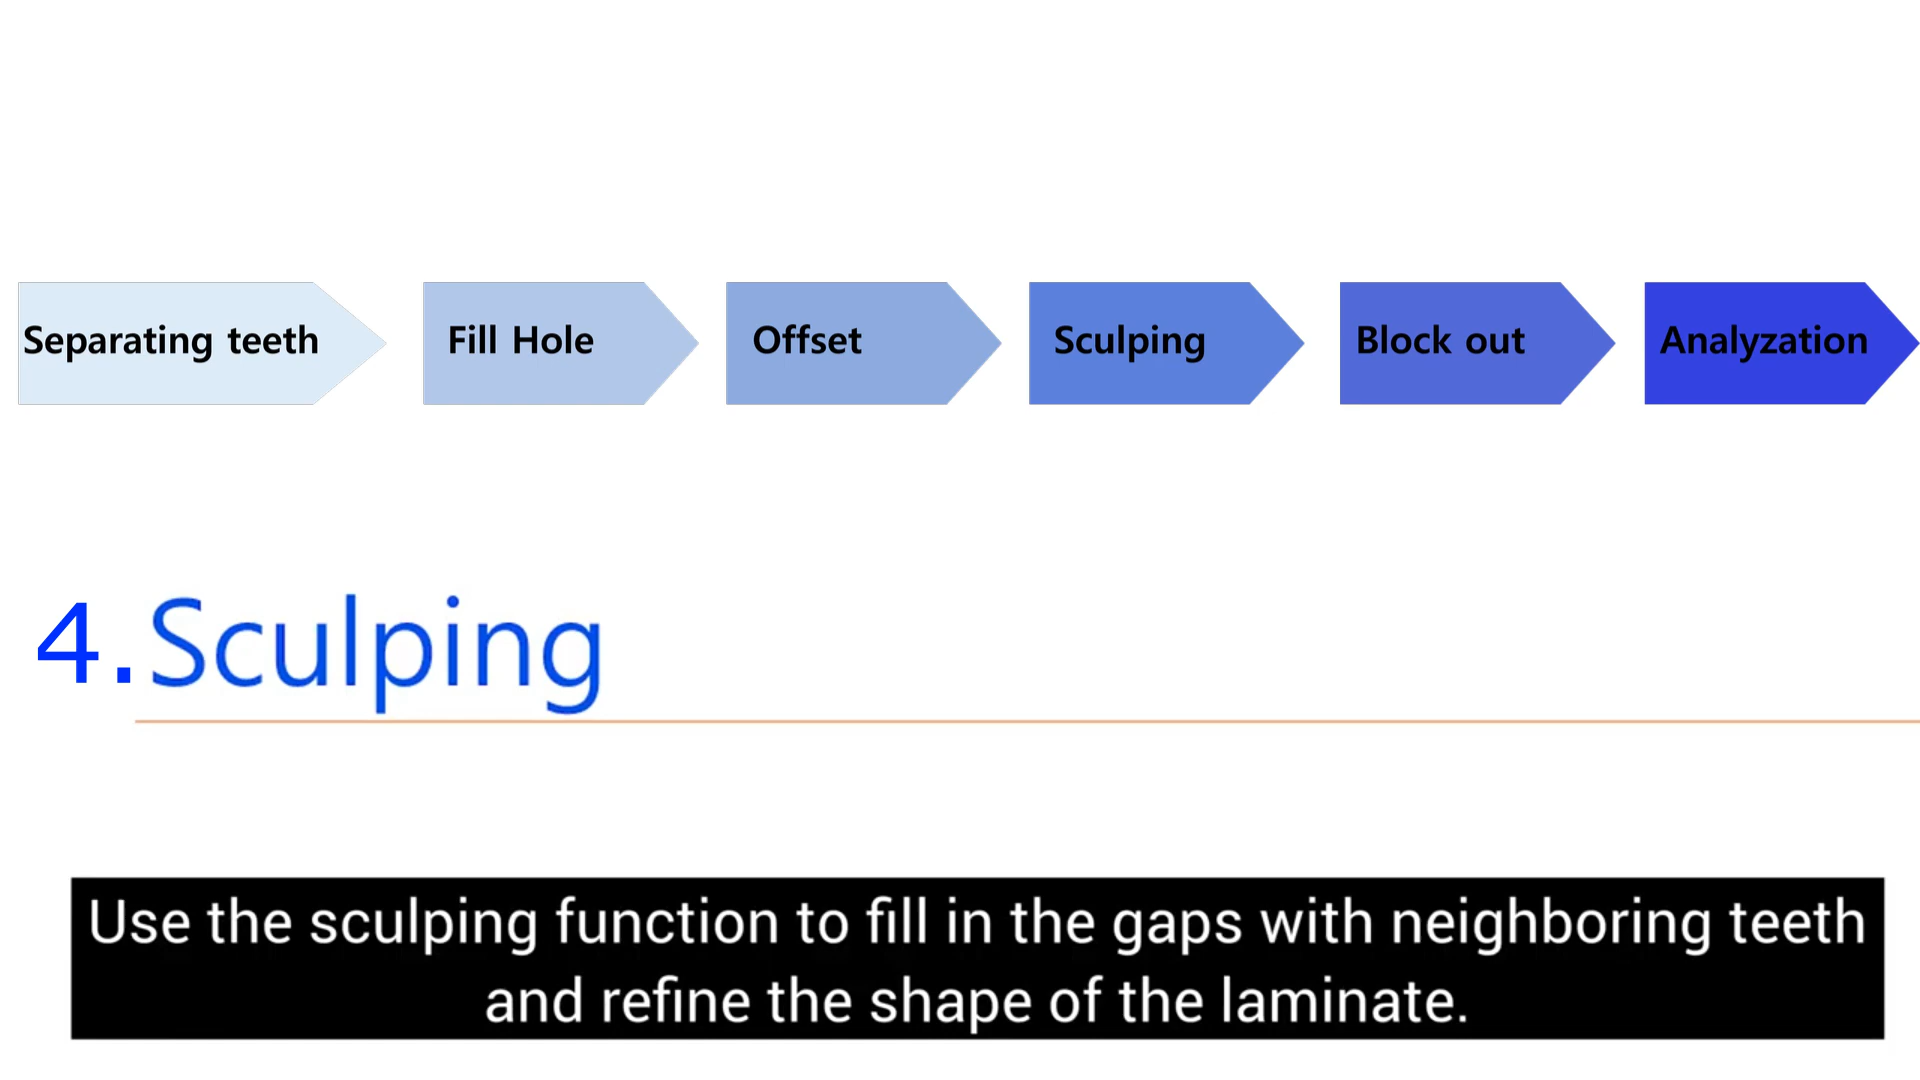 Separating teeth
Fill Hole
Offset
Sculping
Block out
Analyzation
4.Sculping
Use the sculping function to fill in the gaps with neighboring teeth
and refine the shape of the laminate.